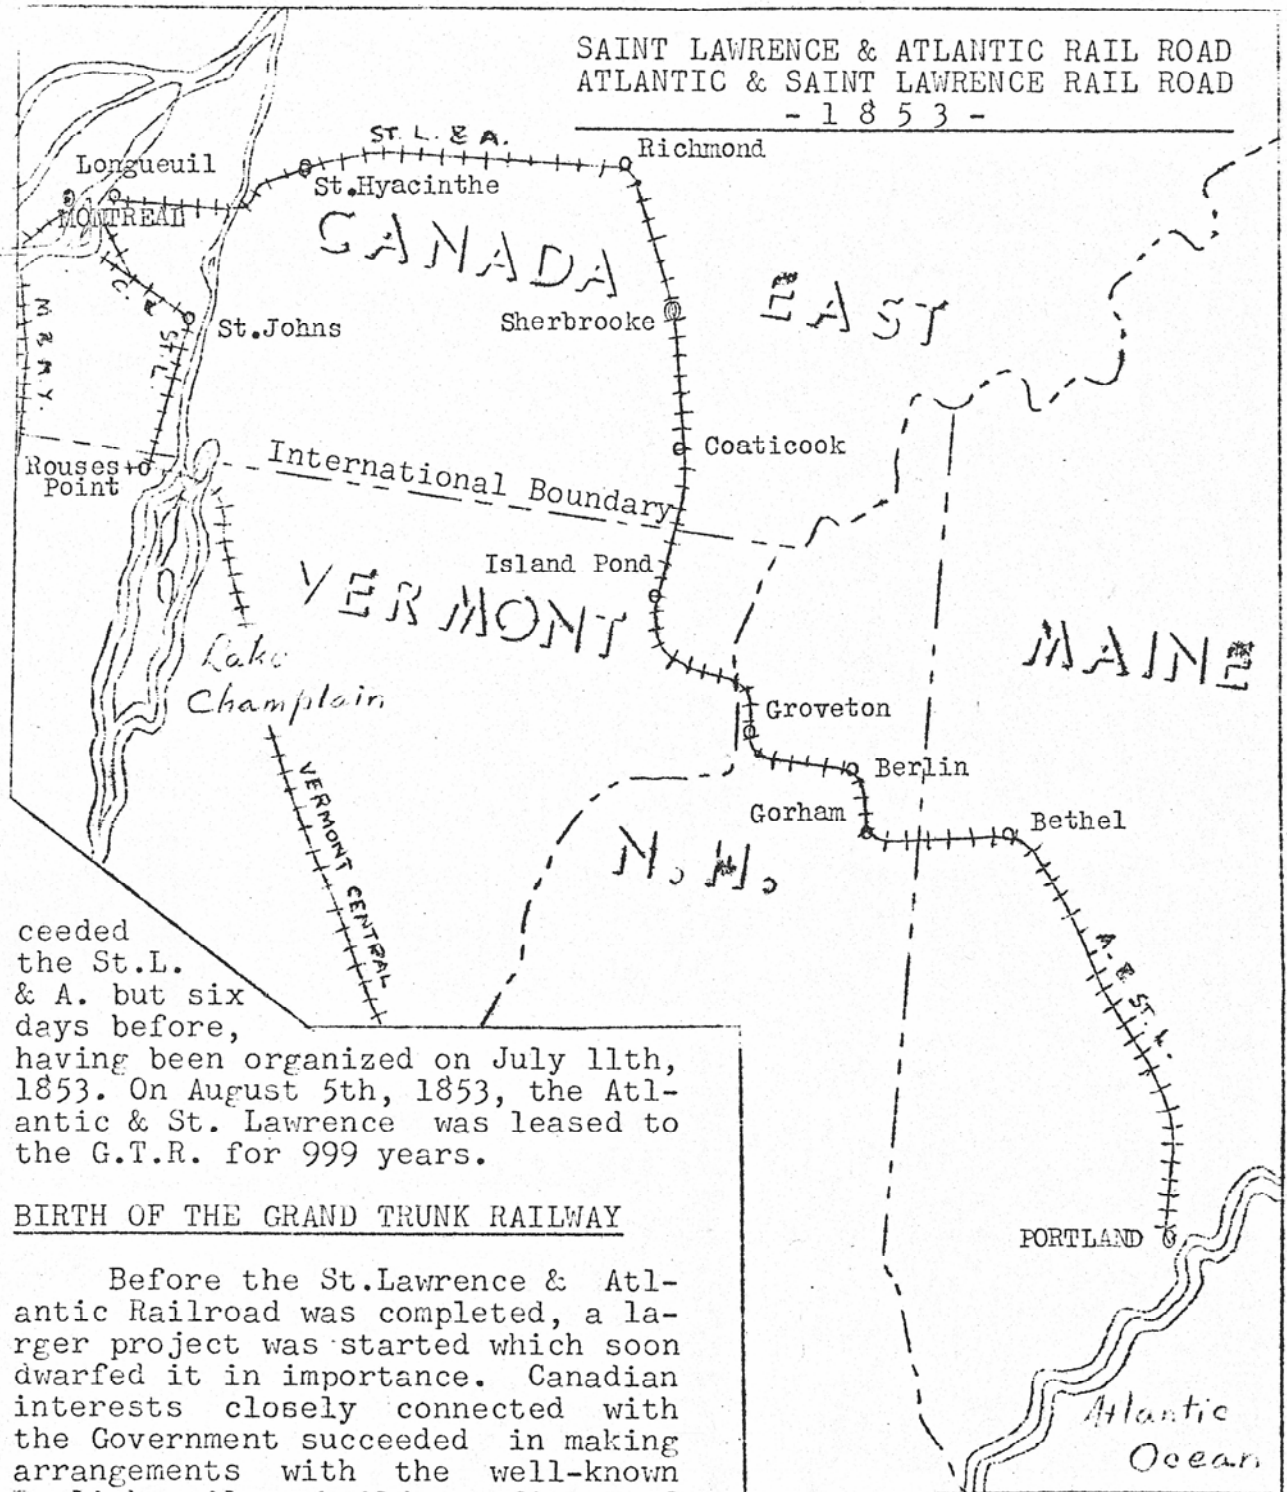 SAINT LAWRENCE & ATLANTIC RAIL ROAD
ATLANTIC & SAINT LAWRENCE RAIL ROAD
- 1853 -
ST. L. & A.
Richmond
Longueuil
St.Hyacinthe
MONTREAL
CANADA
EAST
C. & ST. L.
M & N.Y.
St.Johns
Sherbrooke
Coaticook
Rouses
Point
International Boundary
Island Pond
VERMONT
MAINE
Lake
Champlain
Groveton
Berlin
Gorham
Bethel
VERMONT CENTRAL
N. H.
A. & ST. L.
PORTLAND
Atlantic
Ocean
ceeded
the St.L.
& A. but six
days before,
having been organized on July 11th,
1853. On August 5th, 1853, the Atl-
antic & St. Lawrence was leased to
the G.T.R. for 999 years.
BIRTH OF THE GRAND TRUNK RAILWAY
Before the St.Lawrence & Atl-
antic Railroad was completed, a la-
rger project was started which soon
dwarfed it in importance. Canadian
interests closely connected with
the Government succeeded in making
arrangements with the well-known